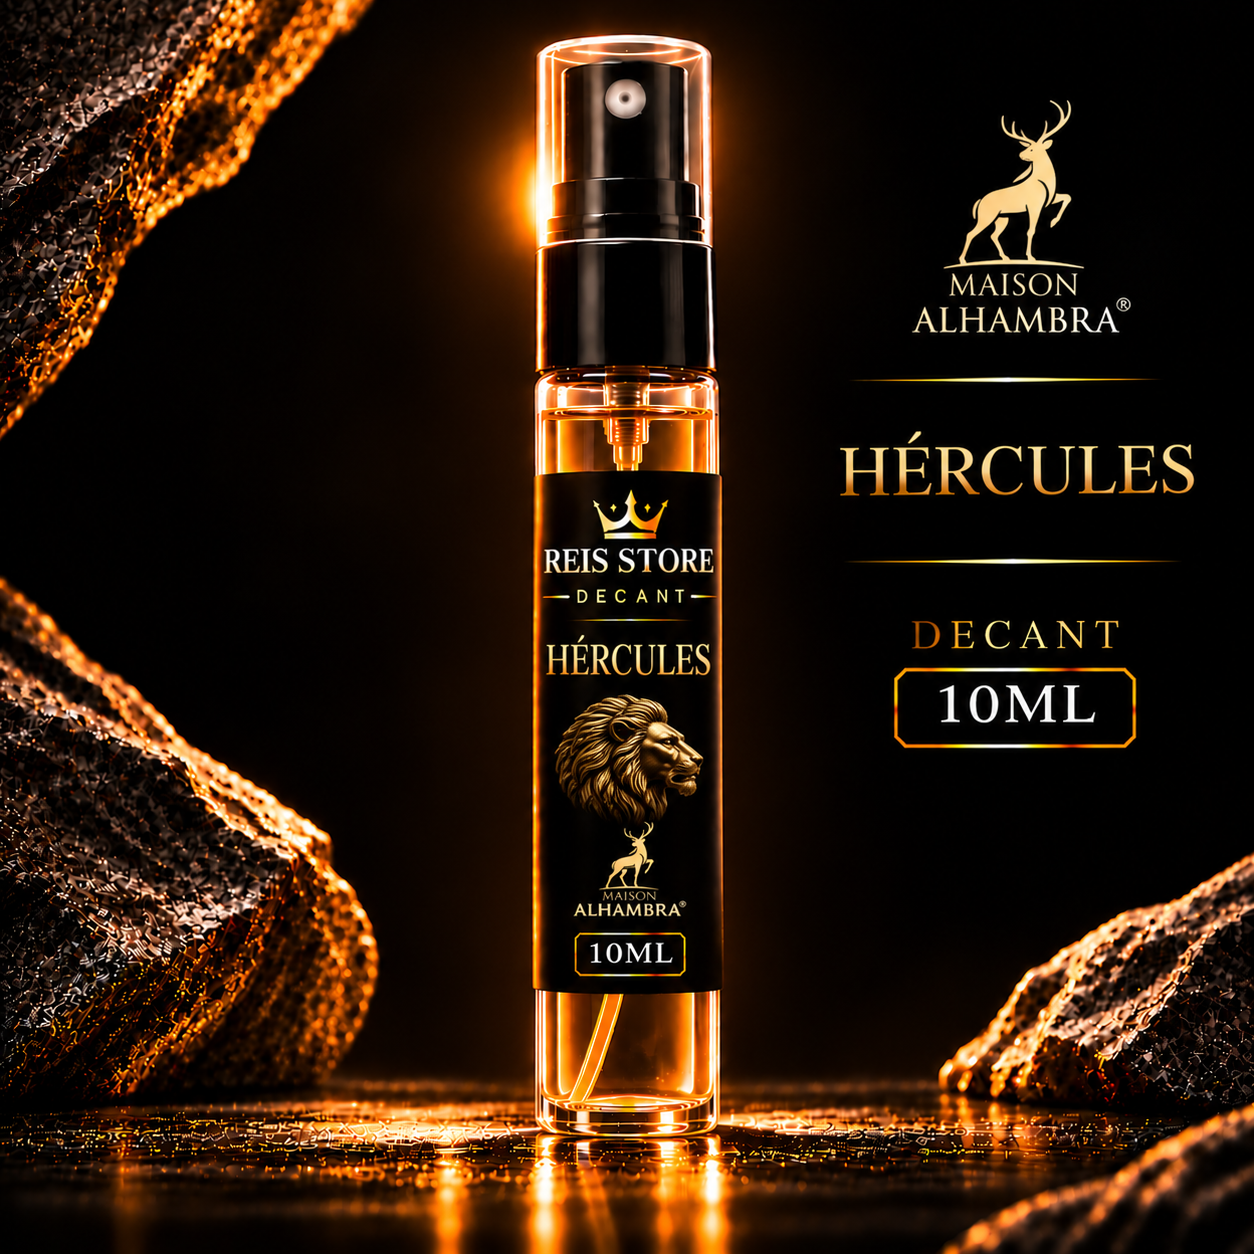 REIS STORE
DECANT
HÉRCULES
MAISON
ALHAMBRA®
10ML
MAISON
ALHAMBRA®
HÉRCULES
DECANT
10ML